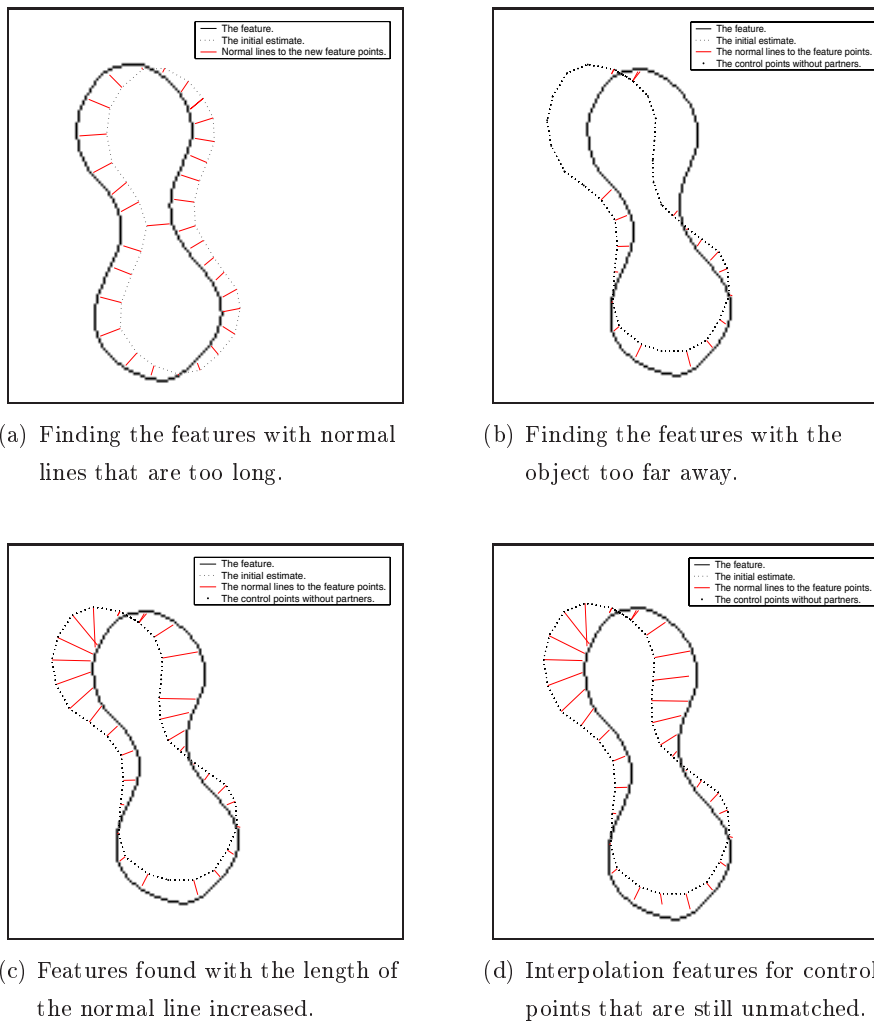 The feature.
The initial estimate.
Normal lines to the new feature points.
The feature.
The initial estimate.
The normal lines to the feature points.
The control points without partners.
(a) Finding the features with normal
lines that are too long.
(b) Finding the features with the
object too far away.
The feature.
The initial estimate.
The normal lines to the feature points.
The control points without partners.
The feature.
The initial estimate.
The normal lines to the feature points.
The control points without partners.
(c) Features found with the length of
the normal line increased.
(d) Interpolation features for control
points that are still unmatched.